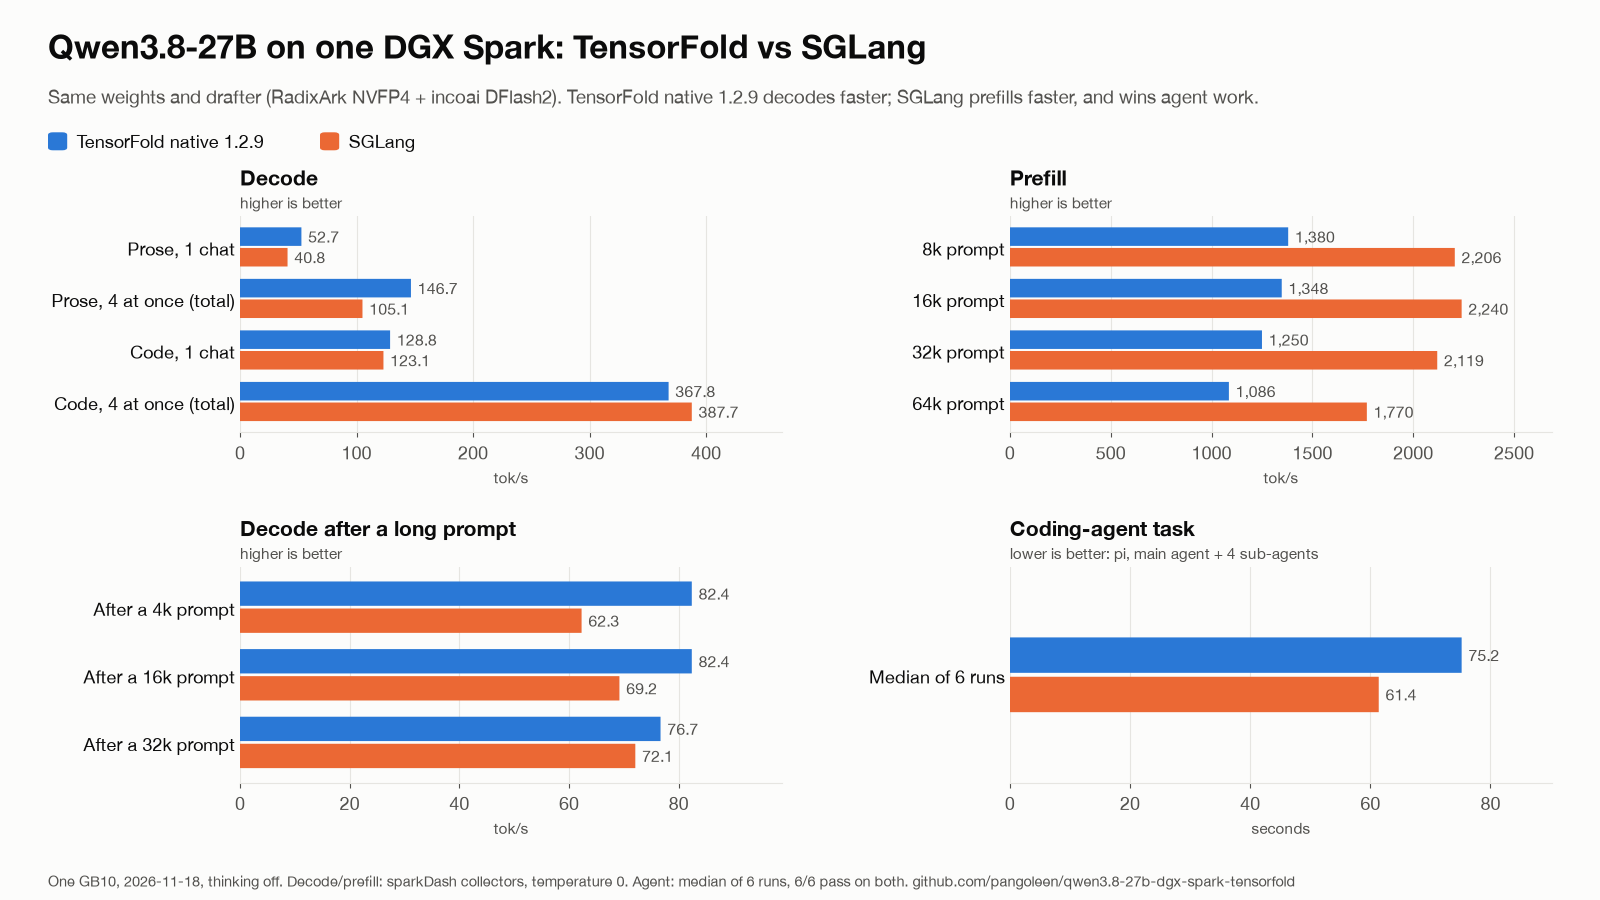 Qwen3.8-27B on one DGX Spark: TensorFold vs SGLang
Same weights and drafter (RadixArk NVFP4 + incoai DFlash2). TensorFold native 1.2.9 decodes faster; SGLang prefills faster, and wins agent work.
TensorFold native 1.2.9
SGLang
Decode
higher is better
Prose, 1 chat
52.7
40.8
Prose, 4 at once (total)
146.7
105.1
Code, 1 chat
128.8
123.1
Code, 4 at once (total)
367.8
387.7
0 100 200 300 400
tok/s
Prefill
higher is better
8k prompt
1,380
2,206
16k prompt
1,348
2,240
32k prompt
1,250
2,119
64k prompt
1,086
1,770
0 500 1000 1500 2000 2500
tok/s
Decode after a long prompt
higher is better
After a 4k prompt
82.4
62.3
After a 16k prompt
82.4
69.2
After a 32k prompt
76.7
72.1
0 20 40 60 80
tok/s
Coding-agent task
lower is better: pi, main agent + 4 sub-agents
Median of 6 runs
75.2
61.4
0 20 40 60 80
seconds
One GB10, 2026-11-18, thinking off. Decode/prefill: sparkDash collectors, temperature 0. Agent: median of 6 runs, 6/6 pass on both. github.com/pangoleen/qwen3.8-27b-dgx-spark-tensorfold